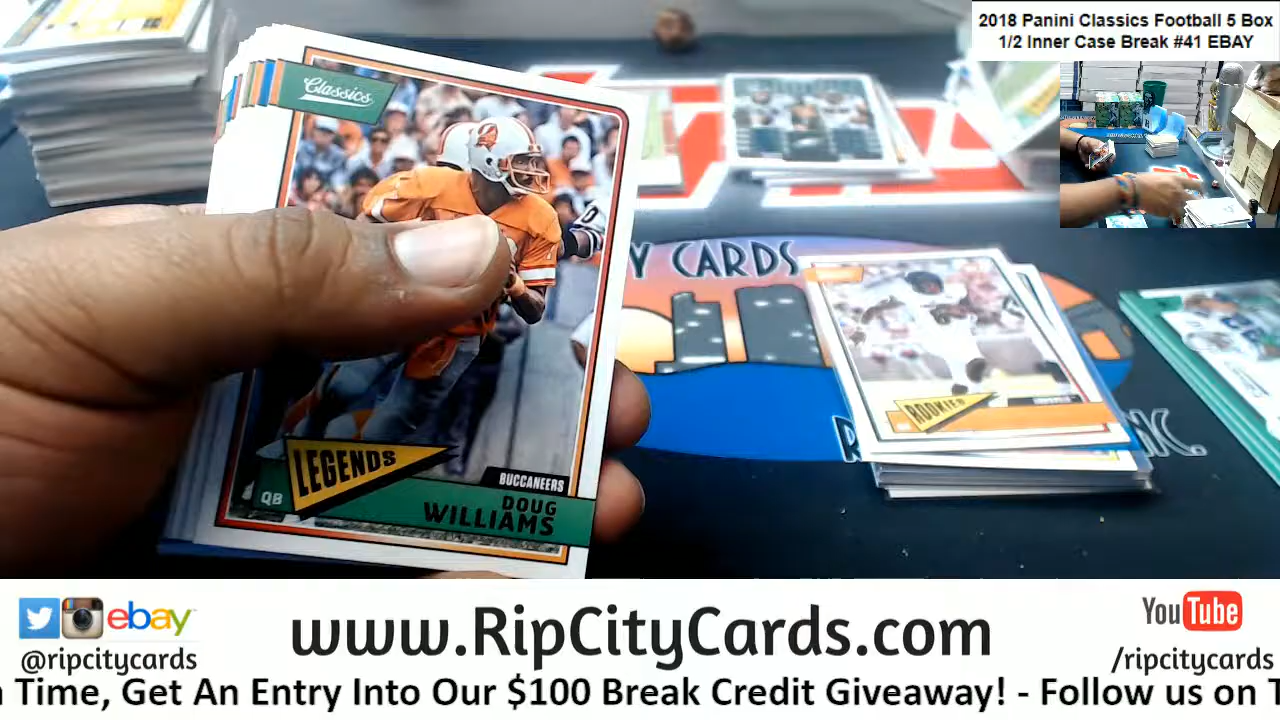 2018 Panini Classics Football 5 Box
1/2 Inner Case Break #41 EBAY
Classics
Y CARDS
ROOKIE
LEGENDS
BUCCANEERS
QB
DOUG
WILLIAMS
ebay
@ripcitycards
www.RipCityCards.com
YouTube
/ripcitycards
Time, Get An Entry Into Our $100 Break Credit Giveaway! - Follow us on T